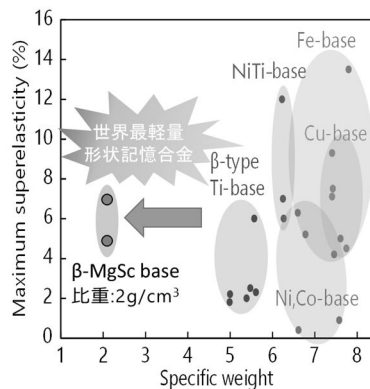 Maximum superelasticity (%)
16
14
12
10
8
6
4
2
0
Fe-base
NiTi-base
Cu-base
世界最軽量
形状記憶合金
β-type
Ti-base
β-MgSc base
比重:2g/cm³
Ni,Co-base
1 2 3 4 5 6 7 8
Specific weight